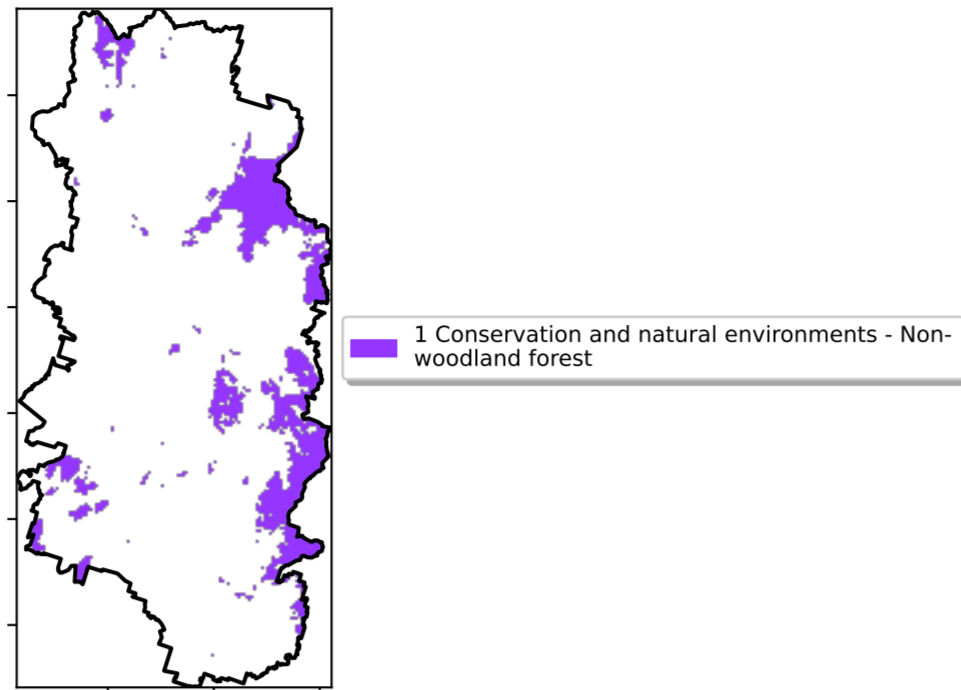 1 Conservation and natural environments - Non-
woodland forest